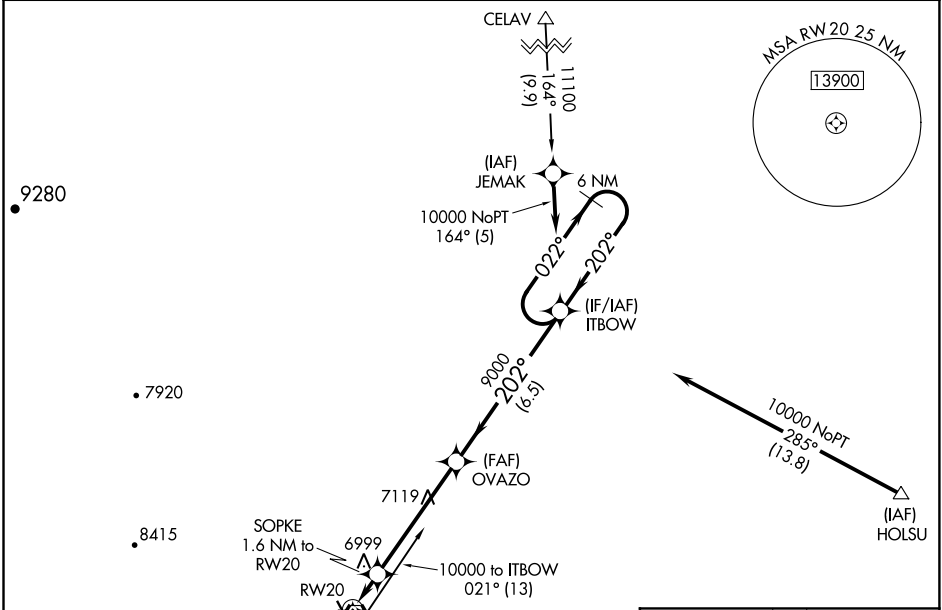 CELAV
11100
164°
(9.9)
MSA RW20 25 NM
13900
(IAF)
JEMAK
6 NM
9280
10000 NoPT
164° (5)
022°
202°
(IF/IAF)
ITBOW
9000
202°
(6.5)
7920
10000 NoPT
285°
(13.8)
(FAF)
OVAZO
7119
(IAF)
HOLSU
8415
SOPKE
1.6 NM to
RW20
6999
10000 to ITBOW
021° (13)
RW20